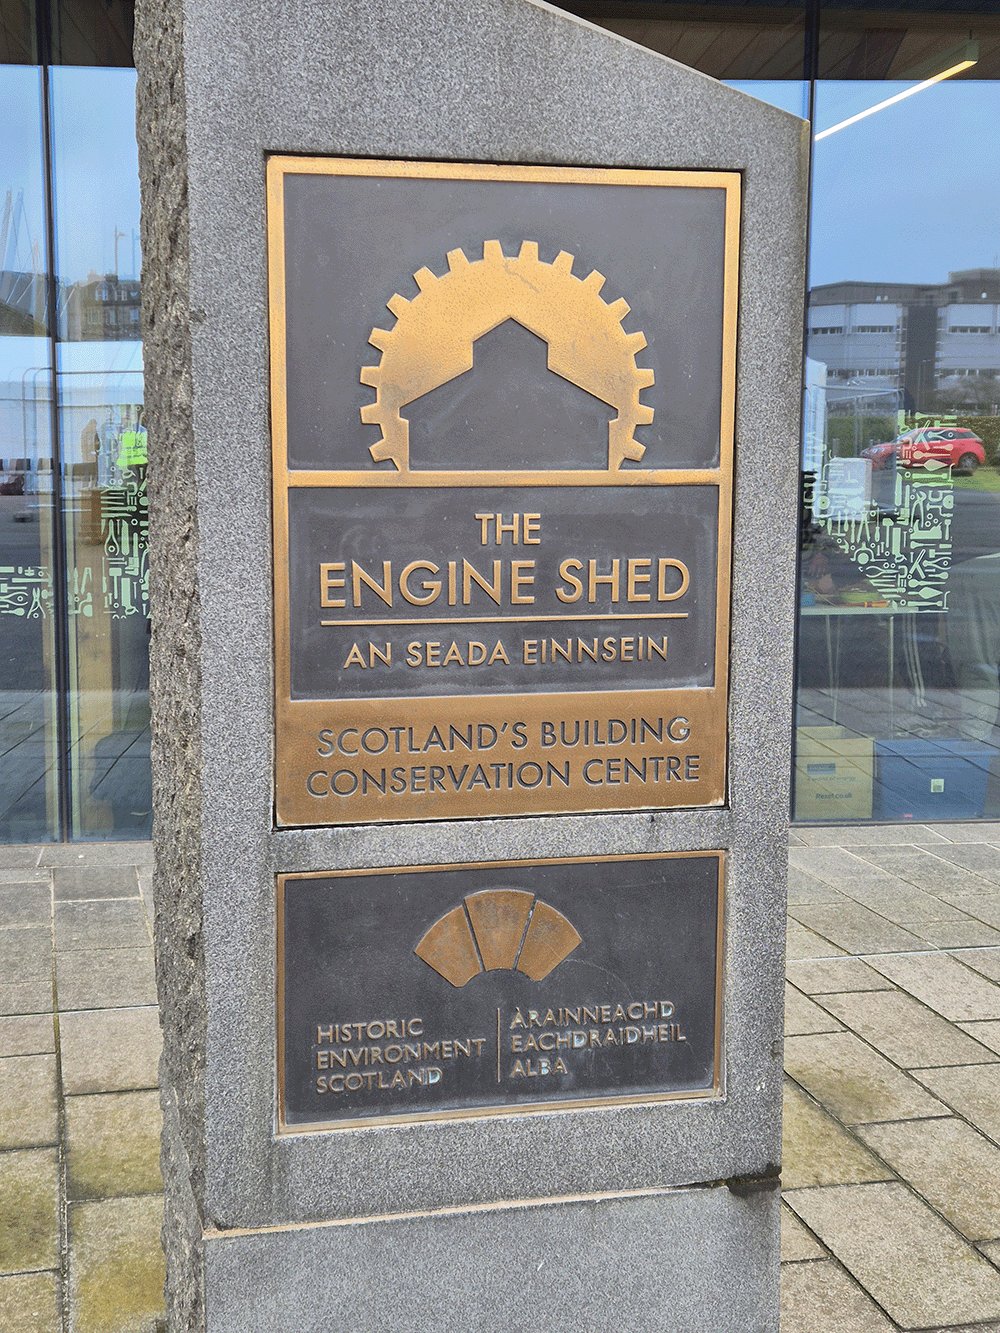 THE
ENGINE SHED
AN SEADA EINNSEIN
SCOTLAND'S BUILDING
CONSERVATION CENTRE
HISTORIC
ENVIRONMENT
SCOTLAND
ÀRAINNEACHD
EACHDRAIDHEIL
ALBA